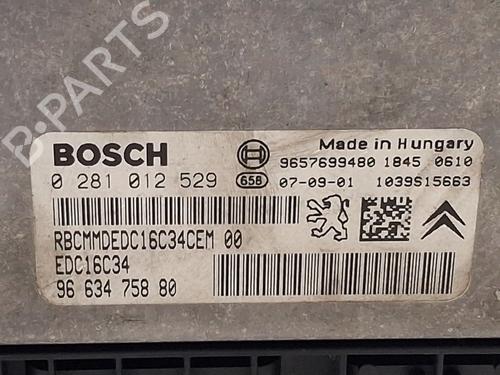 B-PARTS
BOSCH
Made in Hungary
9657699480 1845 0610
0 281 012 529
658
07-09-01 1039S15663
RBCMMDEDC16C34CEM 00
EDC16C34
96 634 758 80